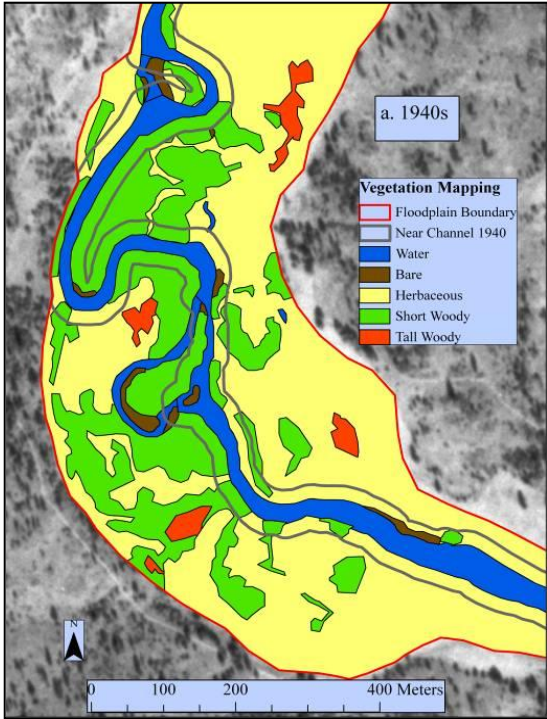 a. 1940s
Vegetation Mapping
Floodplain Boundary
Near Channel 1940
Water
Bare
Herbaceous
Short Woody
Tall Woody
N
0 100 200 400 Meters